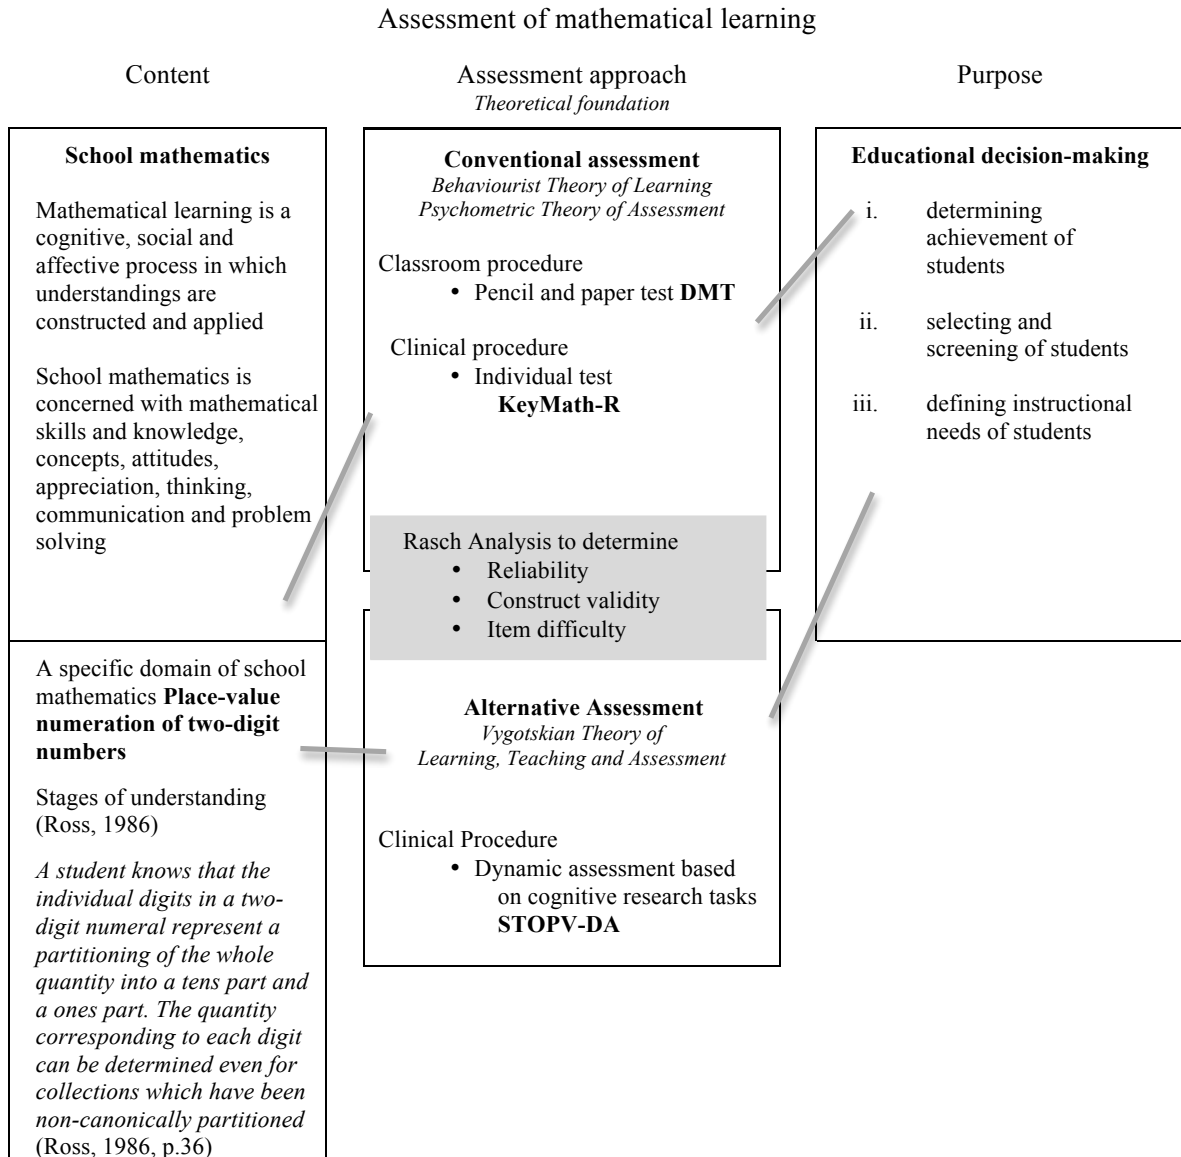 Assessment of mathematical learning
Content
Assessment approach
Theoretical foundation
Purpose
School mathematics
Mathematical learning is a
cognitive, social and
affective process in which
understandings are
constructed and applied
School mathematics is
concerned with mathematical
skills and knowledge,
concepts, attitudes,
appreciation, thinking,
communication and problem
solving
A specific domain of school
mathematics Place-value
numeration of two-digit
numbers
Stages of understanding
(Ross, 1986)
A student knows that the
individual digits in a two-
digit numeral represent a
partitioning of the whole
quantity into a tens part and
a ones part. The quantity
corresponding to each digit
can be determined even for
collections which have been
non-canonically partitioned
(Ross, 1986, p.36)
Conventional assessment
Behaviourist Theory of Learning
Psychometric Theory of Assessment
Classroom procedure
• Pencil and paper test DMT
Clinical procedure
• Individual test
KeyMath-R
Rasch Analysis to determine
• Reliability
• Construct validity
• Item difficulty
Alternative Assessment
Vygotskian Theory of
Learning, Teaching and Assessment
Clinical Procedure
• Dynamic assessment based
on cognitive research tasks
STOPV-DA
Educational decision-making
i. determining
achievement of
students
ii. selecting and
screening of students
iii. defining instructional
needs of students